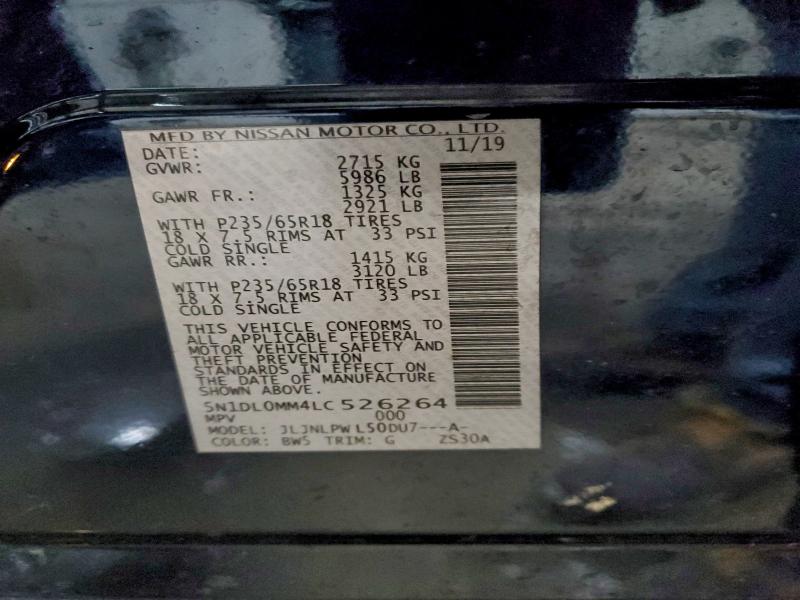 MFD BY NISSAN MOTOR CO., LTD.
DATE: 11/19
GVWR: 2715 KG
5986 LB
GAWR FR.: 1325 KG
2921 LB
WITH P235/65R18 TIRES
18 X 7.5 RIMS AT 33 PSI
COLD SINGLE
GAWR RR.: 1415 KG
3120 LB
WITH P235/65R18 TIRES
18 X 7.5 RIMS AT 33 PSI
COLD SINGLE
THIS VEHICLE CONFORMS TO
ALL APPLICABLE FEDERAL
MOTOR VEHICLE SAFETY AND
THEFT PREVENTION
STANDARDS IN EFFECT ON
THE DATE OF MANUFACTURE
SHOWN ABOVE.
5N1DL0MM4LC526264
MPV 000
MODEL: JLJNLPWL50DU7---A-
COLOR: BW5 TRIM: G ZS30A